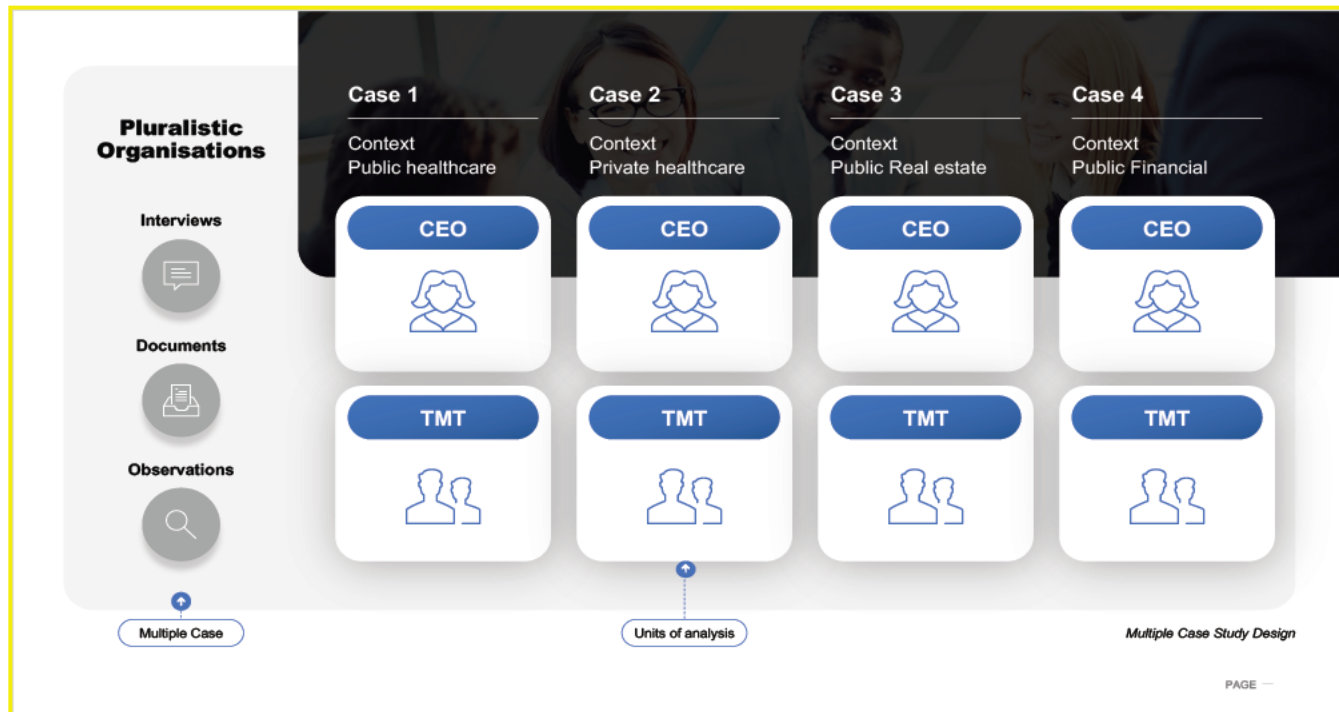 Pluralistic
Organisations
Interviews
Documents
Observations
Multiple Case
Case 1
Context
Public healthcare
CEO
TMT
Case 2
Context
Private healthcare
CEO
TMT
Units of analysis
Case 3
Context
Public Real estate
CEO
TMT
Case 4
Context
Public Financial
CEO
TMT
Multiple Case Study Design
PAGE —